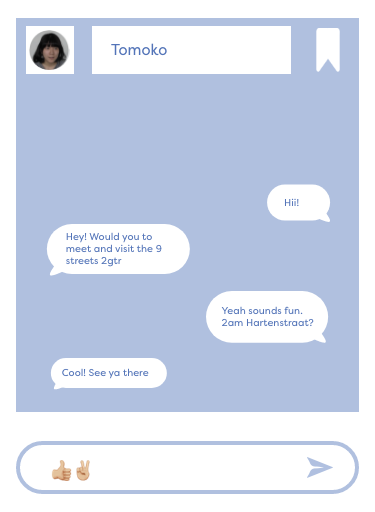 Tomoko
Hii!
Hey! Would you to
meet and visit the 9
streets 2gtr
Yeah sounds fun.
2am Hartenstraat?
Cool! See ya there
👍🏼✌🏼